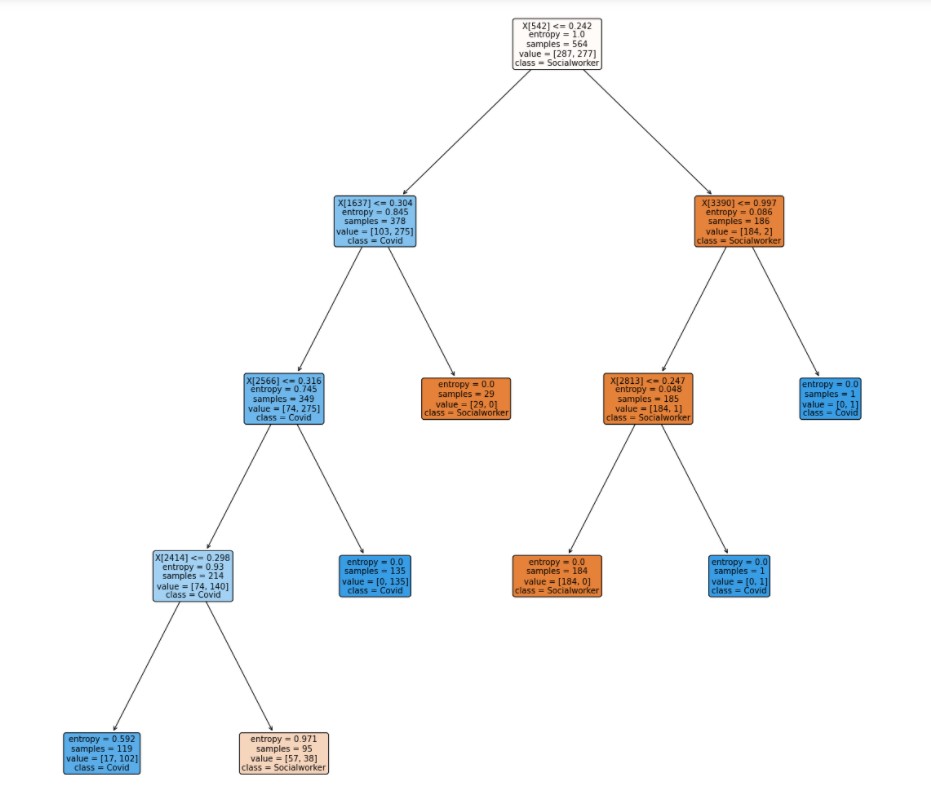 X[542] <= 0.242
entropy = 1.0
samples = 564
value = [287, 277]
class = Socialworker
X[1637] <= 0.304
entropy = 0.845
samples = 378
value = [103, 275]
class = Covid
X[3390] <= 0.997
entropy = 0.086
samples = 186
value = [184, 2]
class = Socialworker
X[2566] <= 0.316
entropy = 0.745
samples = 349
value = [74, 275]
class = Covid
entropy = 0.0
samples = 29
value = [29, 0]
class = Socialworker
X[2813] <= 0.247
entropy = 0.048
samples = 185
value = [184, 1]
class = Socialworker
entropy = 0.0
samples = 1
value = [0, 1]
class = Covid
X[2414] <= 0.298
entropy = 0.93
samples = 214
value = [74, 140]
class = Covid
entropy = 0.0
samples = 135
value = [0, 135]
class = Covid
entropy = 0.0
samples = 184
value = [184, 0]
class = Socialworker
entropy = 0.0
samples = 1
value = [0, 1]
class = Covid
entropy = 0.592
samples = 119
value = [17, 102]
class = Covid
entropy = 0.971
samples = 95
value = [57, 38]
class = Socialworker